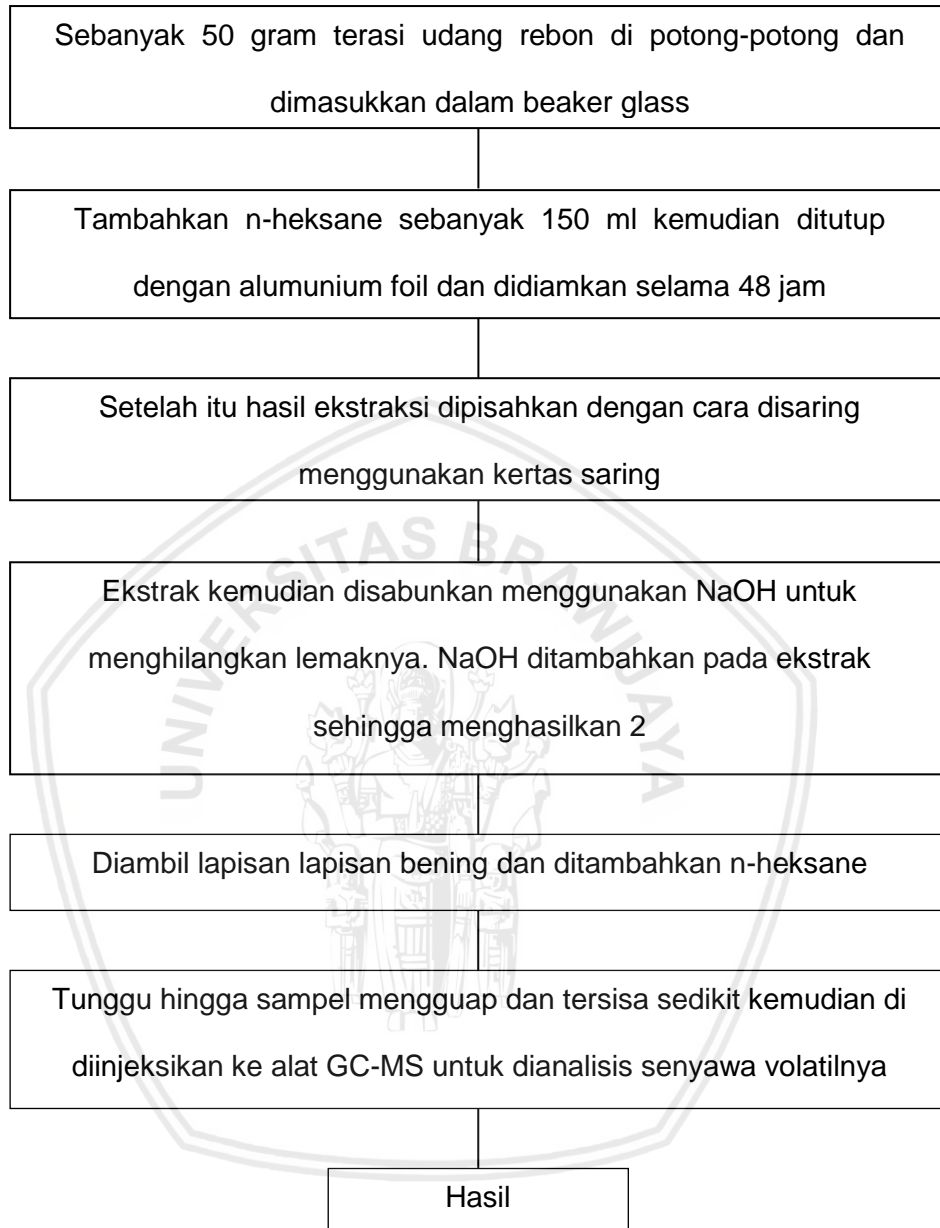 Sebanyak 50 gram terasi udang rebon di potong-potong dan
dimasukkan dalam beaker glass
Tambahkan n-heksane sebanyak 150 ml kemudian ditutup
dengan alumunium foil dan didiamkan selama 48 jam
Setelah itu hasil ekstraksi dipisahkan dengan cara disaring
menggunakan kertas saring
UNIVERSITAS BRAWIJAYA
Ekstrak kemudian disabunkan menggunakan NaOH untuk
menghilangkan lemaknya. NaOH ditambahkan pada ekstrak
sehingga menghasilkan 2
Diambil lapisan lapisan bening dan ditambahkan n-heksane
Tunggu hingga sampel mengguap dan tersisa sedikit kemudian di
diinjeksikan ke alat GC-MS untuk dianalisis senyawa volatilnya
Hasil